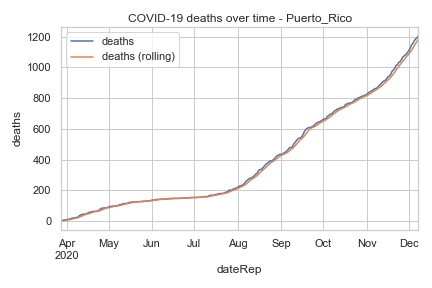 COVID-19 deaths over time - Puerto_Rico
deaths
deaths (rolling)
1200
1000
800
600
400
200
0
deaths
Apr May Jun Jul Aug Sep Oct Nov Dec
2020
dateRep